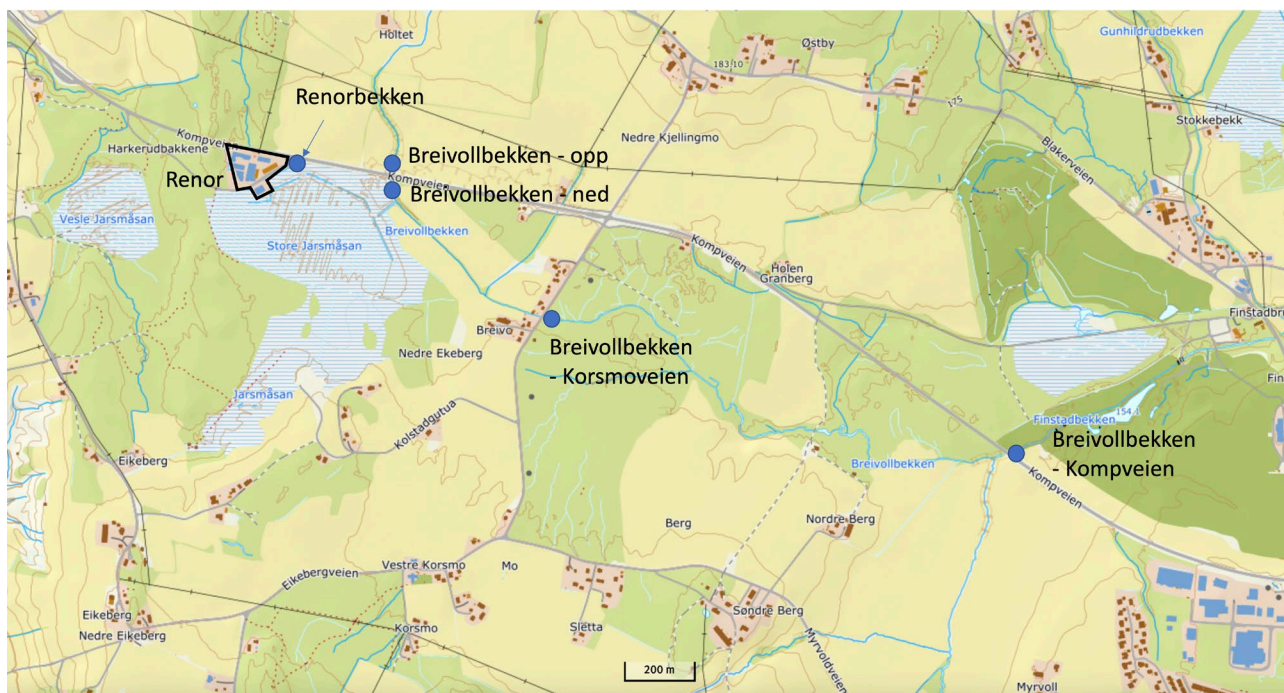 Holtet
Østby
Gunhildrudbekken
183.10
175
Renorbekken
Stokkebekk
Kompveien
Nedre Kjellingmo
Harkerudbakkene
Blakerveien
Breivollbekken - opp
Kompveien
Renor
Breivollbekken - ned
Vesle Jarsmåsan
Breivollbekken
Store Jarsmåsan
Kompveien
Holen
Granberg
Breivo
Nedre Ekeberg
Breivollbekken
- Korsmoveien
Jarsmåsan
Kolstadgutua
Finstadbekken
154.1
Breivollbekken
- Kompveien
Eikeberg
Breivollbekken
Kompveien
Berg
Nordre Berg
Vestre Korsmo
Mo
Eikebergveien
Eikeberg
Nedre Eikeberg
Korsmo
Sletta
Søndre Berg
Myrvoldveien
200 m
Myrvoll